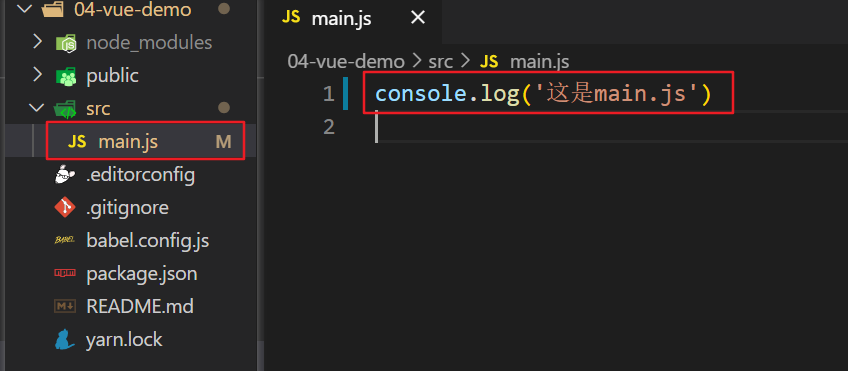 04-vue-demo
node_modules
public
src
JS main.js M
.editorconfig
.gitignore
BABEL babel.config.js
package.json
README.md
yarn.lock
JS main.js
04-vue-demo > src > JS main.js
1 console.log('这是main.js')
2